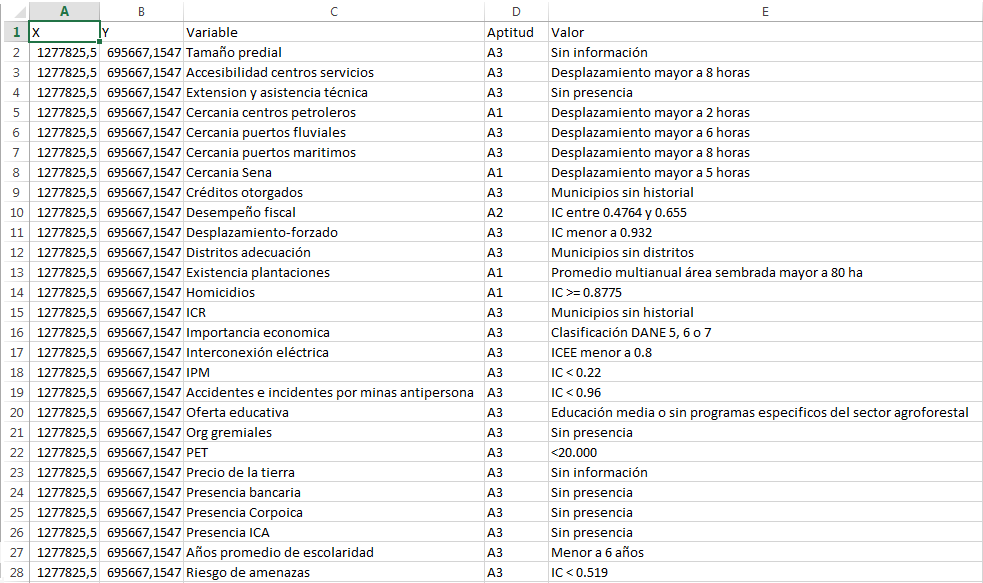 A B C D E
1 X Y Variable Aptitud Valor
2 1277825,5 695667,1547 Tamaño predial A3 Sin información
3 1277825,5 695667,1547 Accesibilidad centros servicios A3 Desplazamiento mayor a 8 horas
4 1277825,5 695667,1547 Extension y asistencia técnica A3 Sin presencia
5 1277825,5 695667,1547 Cercania centros petroleros A1 Desplazamiento mayor a 2 horas
6 1277825,5 695667,1547 Cercania puertos fluviales A3 Desplazamiento mayor a 6 horas
7 1277825,5 695667,1547 Cercania puertos maritimos A3 Desplazamiento mayor a 8 horas
8 1277825,5 695667,1547 Cercania Sena A1 Desplazamiento mayor a 5 horas
9 1277825,5 695667,1547 Créditos otorgados A3 Municipios sin historial
10 1277825,5 695667,1547 Desempeño fiscal A2 IC entre 0.4764 y 0.655
11 1277825,5 695667,1547 Desplazamiento-forzado A3 IC menor a 0.932
12 1277825,5 695667,1547 Distritos adecuación A3 Municipios sin distritos
13 1277825,5 695667,1547 Existencia plantaciones A1 Promedio multianual área sembrada mayor a 80 ha
14 1277825,5 695667,1547 Homicidios A1 IC >= 0.8775
15 1277825,5 695667,1547 ICR A3 Municipios sin historial
16 1277825,5 695667,1547 Importancia economica A3 Clasificación DANE 5, 6 o 7
17 1277825,5 695667,1547 Interconexión eléctrica A3 ICEE menor a 0.8
18 1277825,5 695667,1547 IPM A3 IC < 0.22
19 1277825,5 695667,1547 Accidentes e incidentes por minas antipersona A3 IC < 0.96
20 1277825,5 695667,1547 Oferta educativa A3 Educación media o sin programas especificos del sector agroforestal
21 1277825,5 695667,1547 Org gremiales A3 Sin presencia
22 1277825,5 695667,1547 PET A3 <20.000
23 1277825,5 695667,1547 Precio de la tierra A3 Sin información
24 1277825,5 695667,1547 Presencia bancaria A3 Sin presencia
25 1277825,5 695667,1547 Presencia Corpoica A3 Sin presencia
26 1277825,5 695667,1547 Presencia ICA A3 Sin presencia
27 1277825,5 695667,1547 Años promedio de escolaridad A3 Menor a 6 años
28 1277825,5 695667,1547 Riesgo de amenazas A3 IC < 0.519